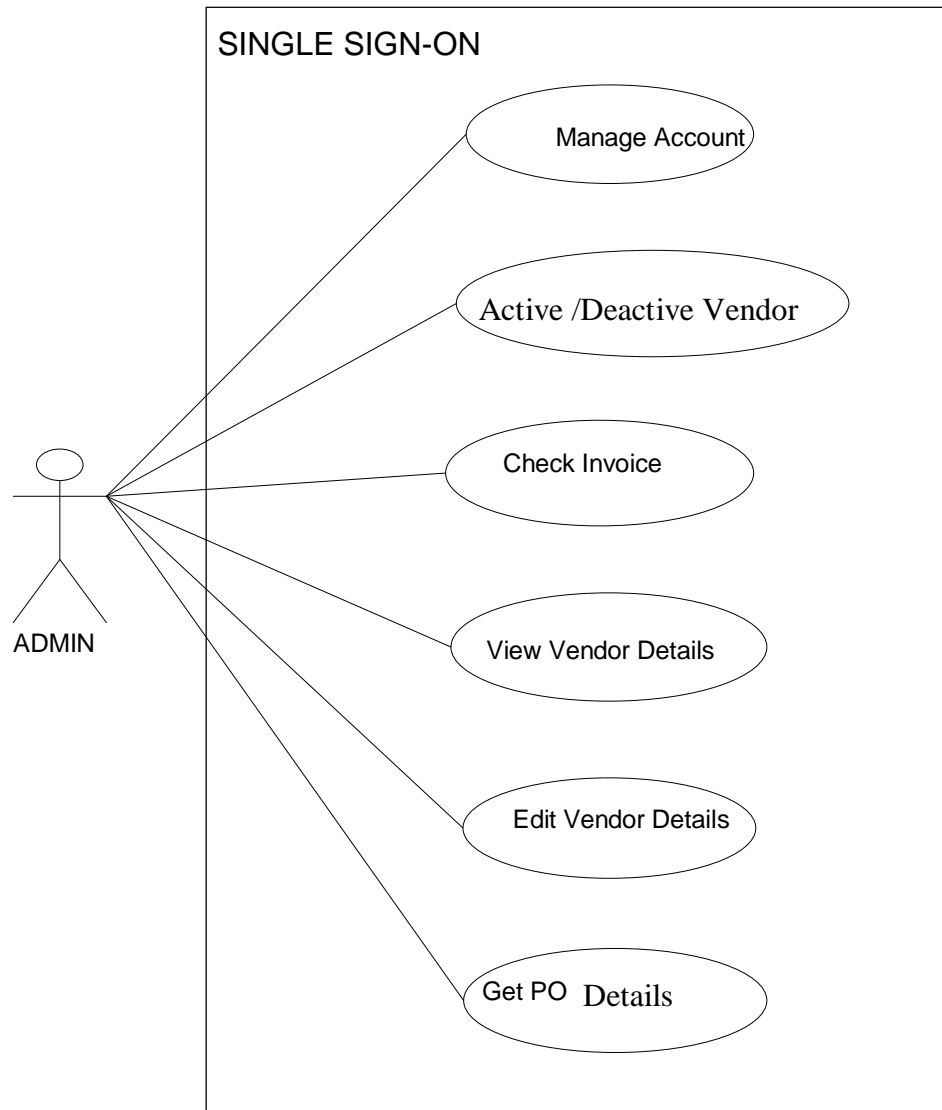 SINGLE SIGN-ON
Manage Account
Active /Deactive Vendor
Check Invoice
View Vendor Details
ADMIN
Edit Vendor Details
Get PO Details